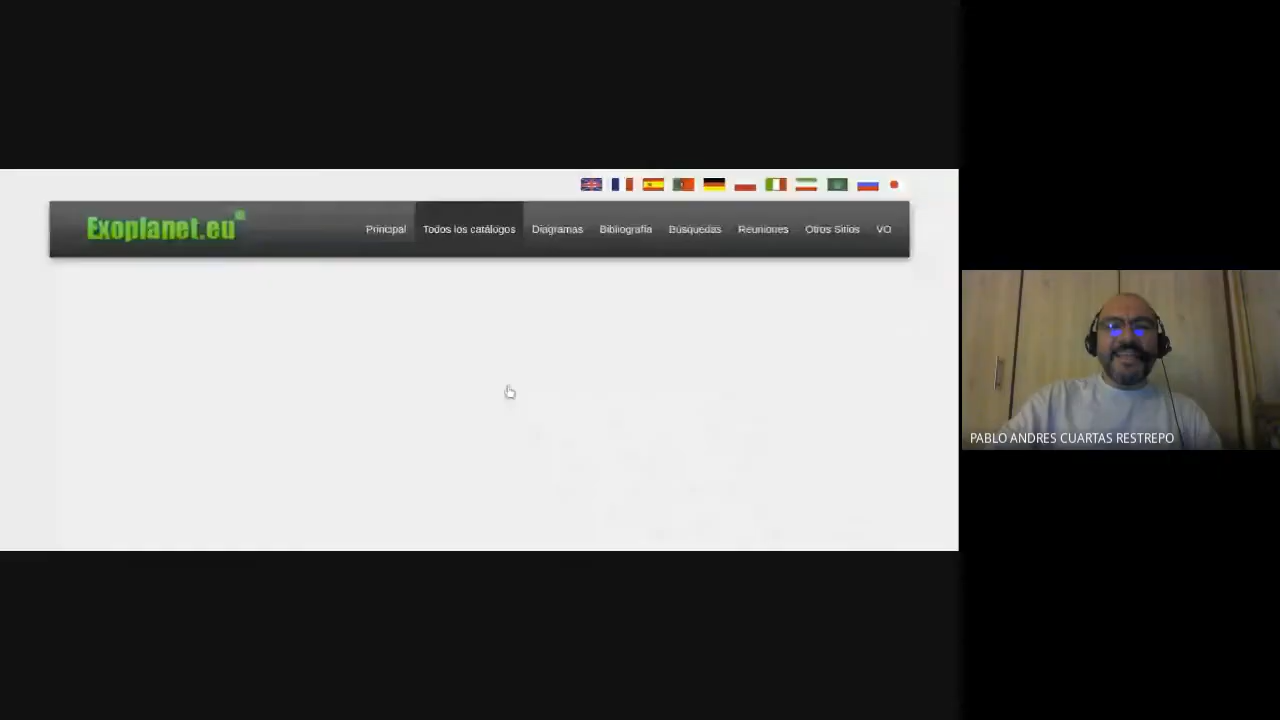 Exoplanet.eu
Principal Todos los catálogos Diagramas Bibliografía Búsquedas Reuniones Otros Sitios VO
PABLO ANDRES CUARTAS RESTREPO